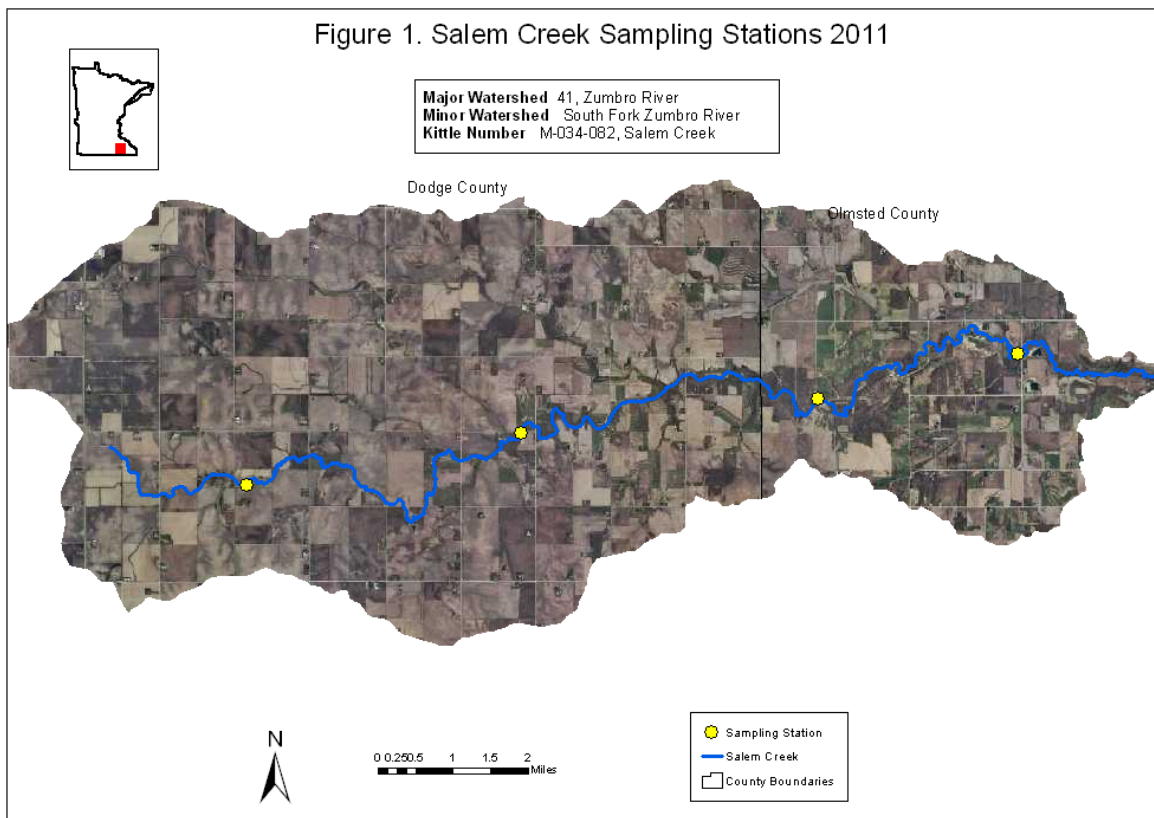 Figure 1. Salem Creek Sampling Stations 2011
Major Watershed 41, Zumbro River
Minor Watershed South Fork Zumbro River
Kittle Number M-034-082, Salem Creek
Dodge County
Olmsted County
N
0 0.25 0.5 1 1.5 2
Miles
Sampling Station
Salem Creek
County Boundaries